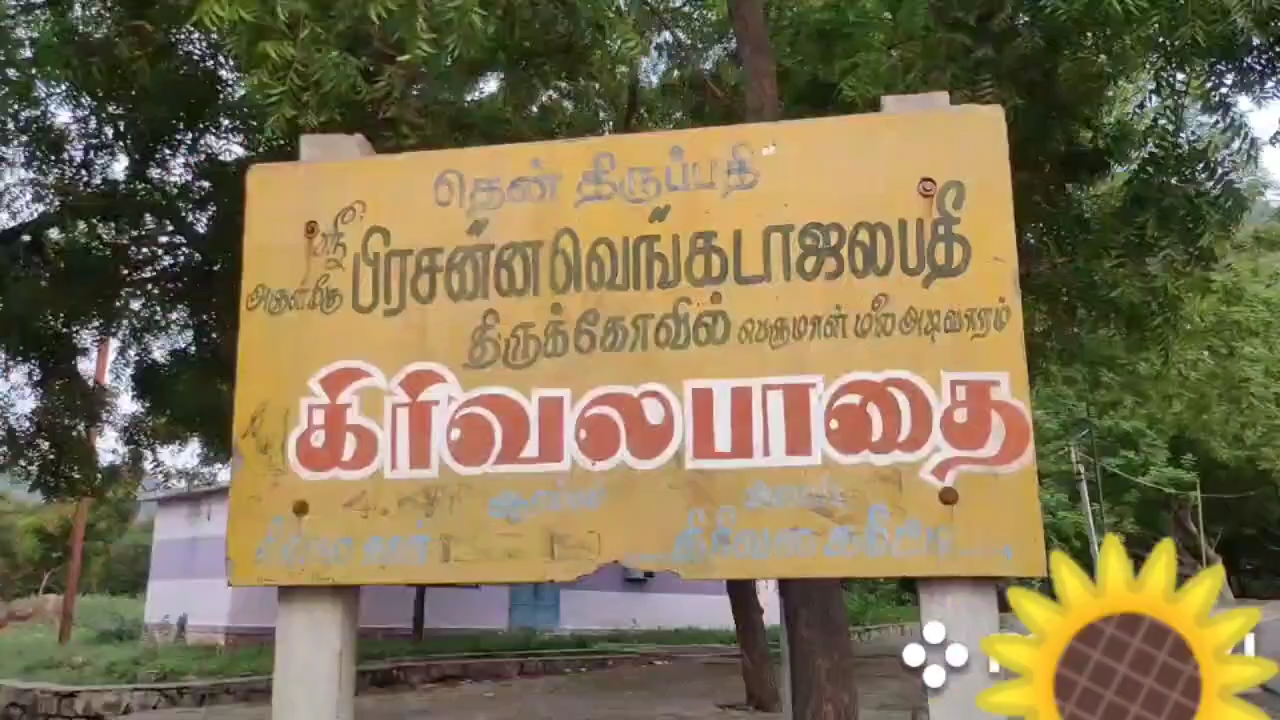 தென் திருப்பதி
அருள்மிகு ஸ்ரீ பிரசன்ன வெங்கடாஜலபதி
திருக்கோவில் பெருமாள் மலை அடிவாரம்
கிரிவலபாதை